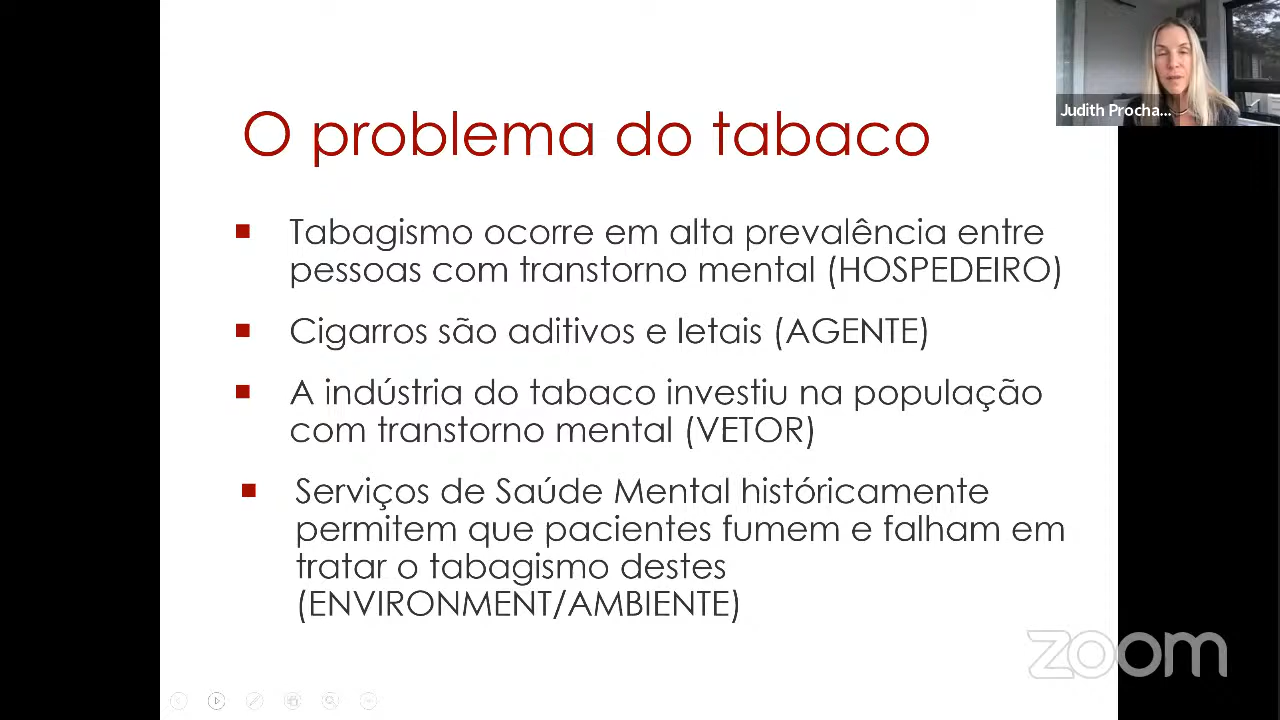 Judith Procha...
O problema do tabaco
Tabagismo ocorre em alta prevalência entre
pessoas com transtorno mental (HOSPEDEIRO)
Cigarros são aditivos e letais (AGENTE)
A indústria do tabaco investiu na população
com transtorno mental (VETOR)
Serviços de Saúde Mental históricamente
permitem que pacientes fumem e falham em
tratar o tabagismo destes
(ENVIRONMENT/AMBIENTE)
zoom